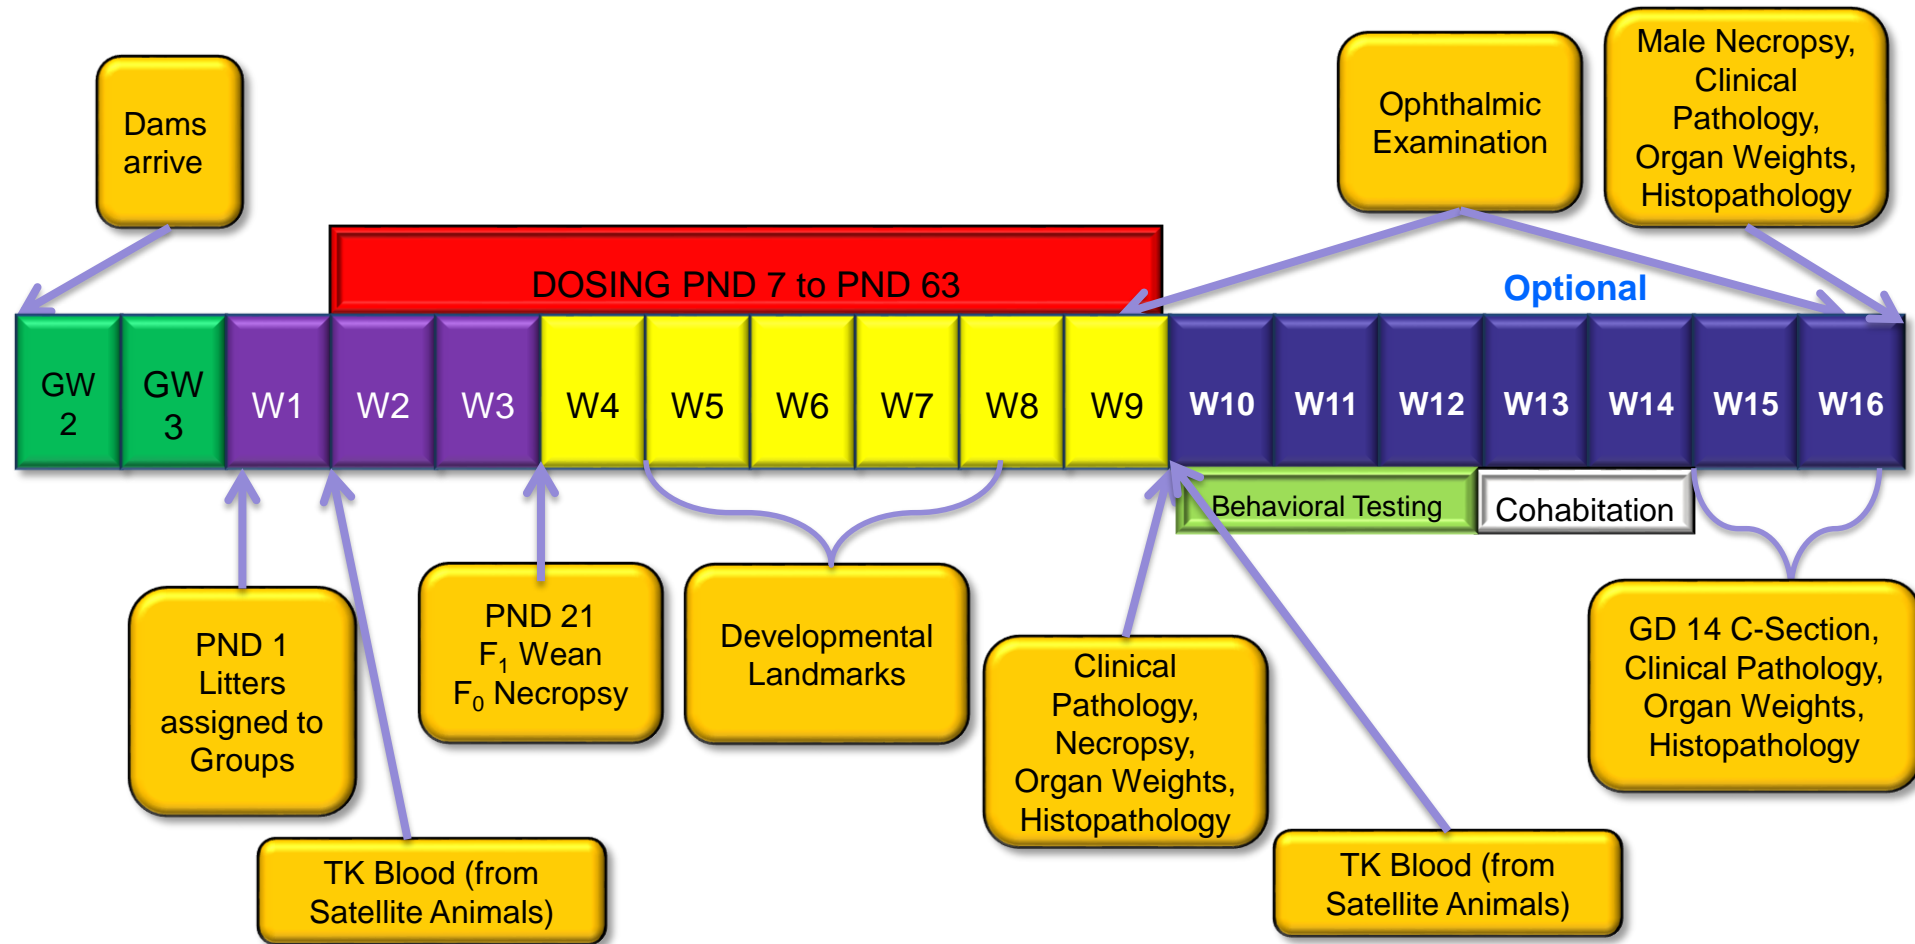 Dams
arrive
Ophthalmic
Examination
Male Necropsy,
Clinical
Pathology,
Organ Weights,
Histopathology
DOSING PND 7 to PND 63
Optional
GW
2
GW
3
W1
W2
W3
W4
W5
W6
W7
W8
W9
W10
W11
W12
W13
W14
W15
W16
Behavioral Testing
Cohabitation
PND 1
Litters
assigned to
Groups
PND 21
F₁ Wean
F₀ Necropsy
Developmental
Landmarks
Clinical
Pathology,
Necropsy,
Organ Weights,
Histopathology
GD 14 C-Section,
Clinical Pathology,
Organ Weights,
Histopathology
TK Blood (from
Satellite Animals)
TK Blood (from
Satellite Animals)